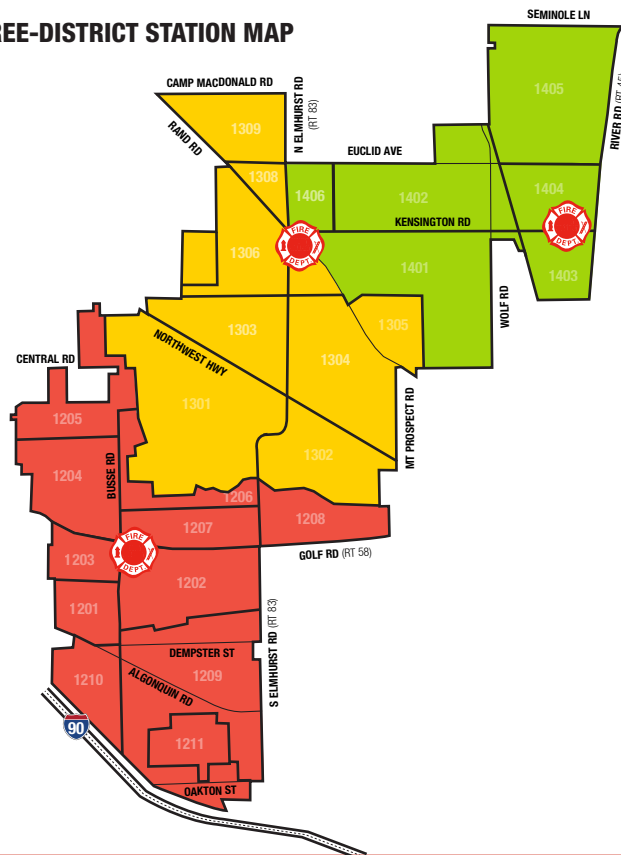 REE-DISTRICT STATION MAP
SEMINOLE LN
CAMP MACDONALD RD
N ELMHURST RD
(RT 83)
RIVER RD (RT 45)
1405
RAND RD
1309
EUCLID AVE
1308
1406
1402
1404
KENSINGTON RD
FIRE
DEPT.
FIRE
DEPT.
1306
1401
1403
WOLF RD
1303
1305
NORTHWEST HWY
CENTRAL RD
1304
1301
MT PROSPECT RD
1205
1302
BUSSE RD
1204
1206
1207
1208
FIRE
DEPT.
GOLF RD (RT 58)
1203
1202
1201
S ELMHURST RD (RT 83)
DEMPSTER ST
1210
1209
ALGONQUIN RD
90
1211
OAKTON ST